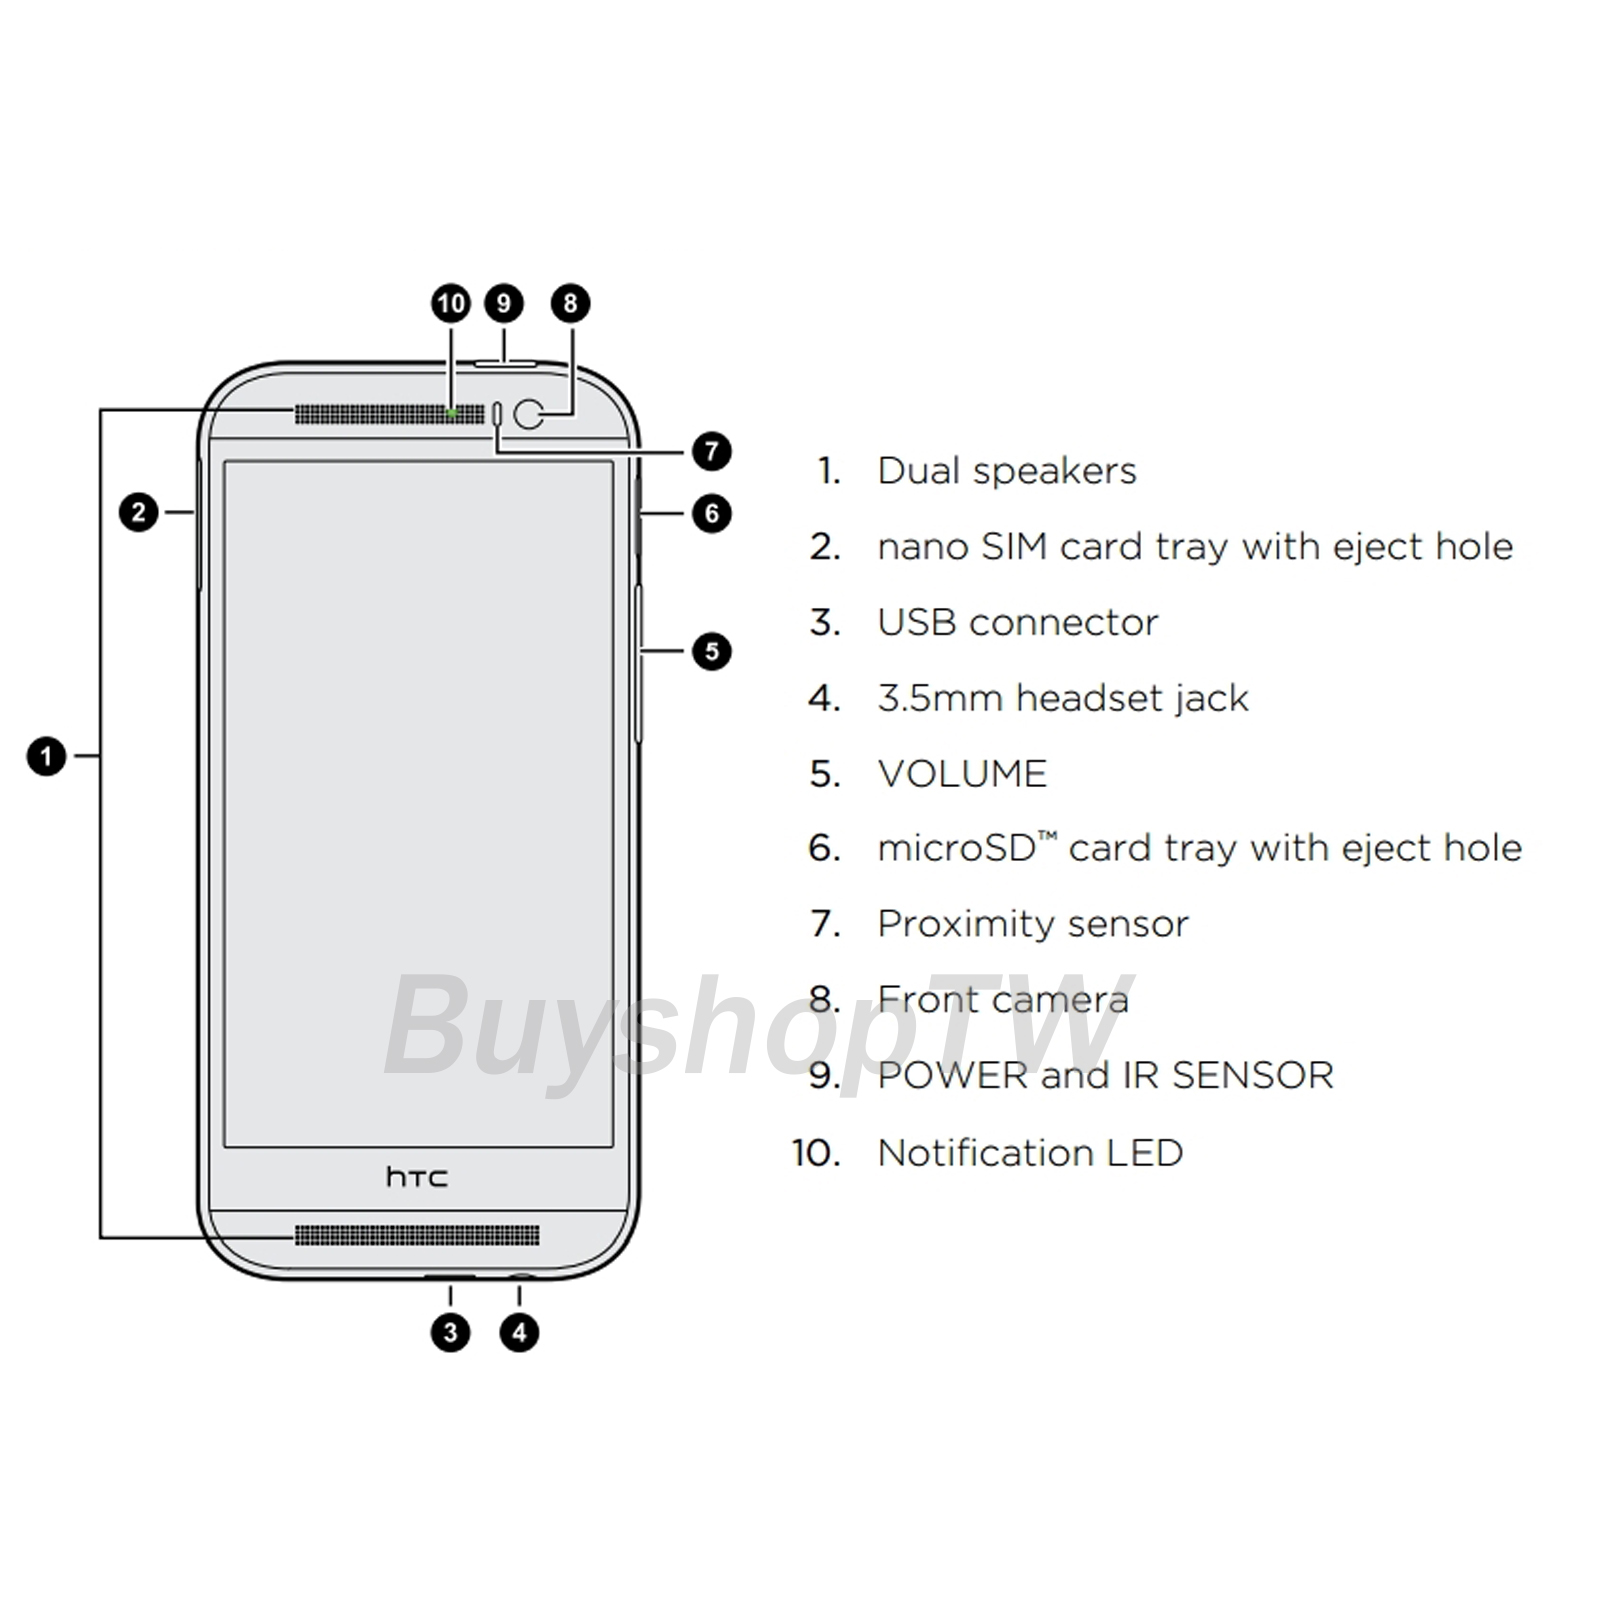 10 9 8
7
2
6
5
1
1. Dual speakers
2. nano SIM card tray with eject hole
3. USB connector
4. 3.5mm headset jack
5. VOLUME
6. microSD™ card tray with eject hole
7. Proximity sensor
8. Front camera
9. POWER and IR SENSOR
10. Notification LED
BuyshopTW
hTC
3 4